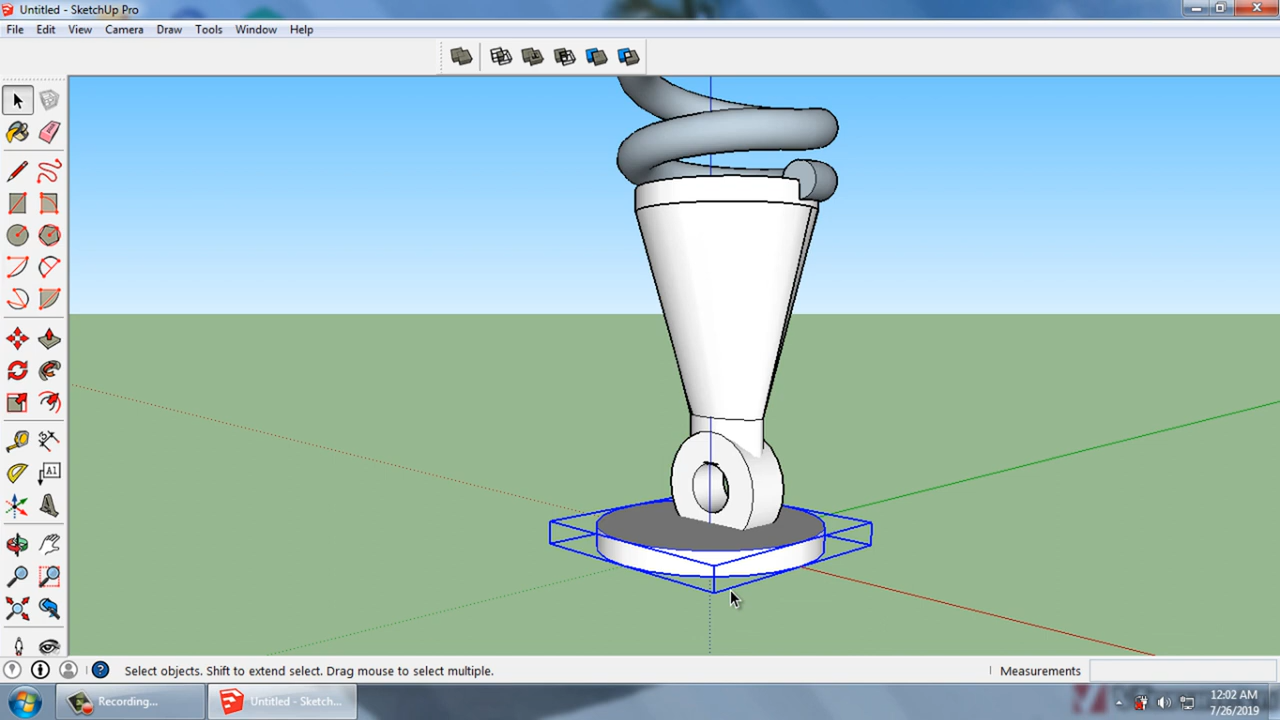 Untitled - SketchUp Pro
File Edit View Camera Draw Tools Window Help
A1
Select objects. Shift to extend select. Drag mouse to select multiple.
Measurements
Recording...
Untitled - Sketch...
12:02 AM
7/26/2019